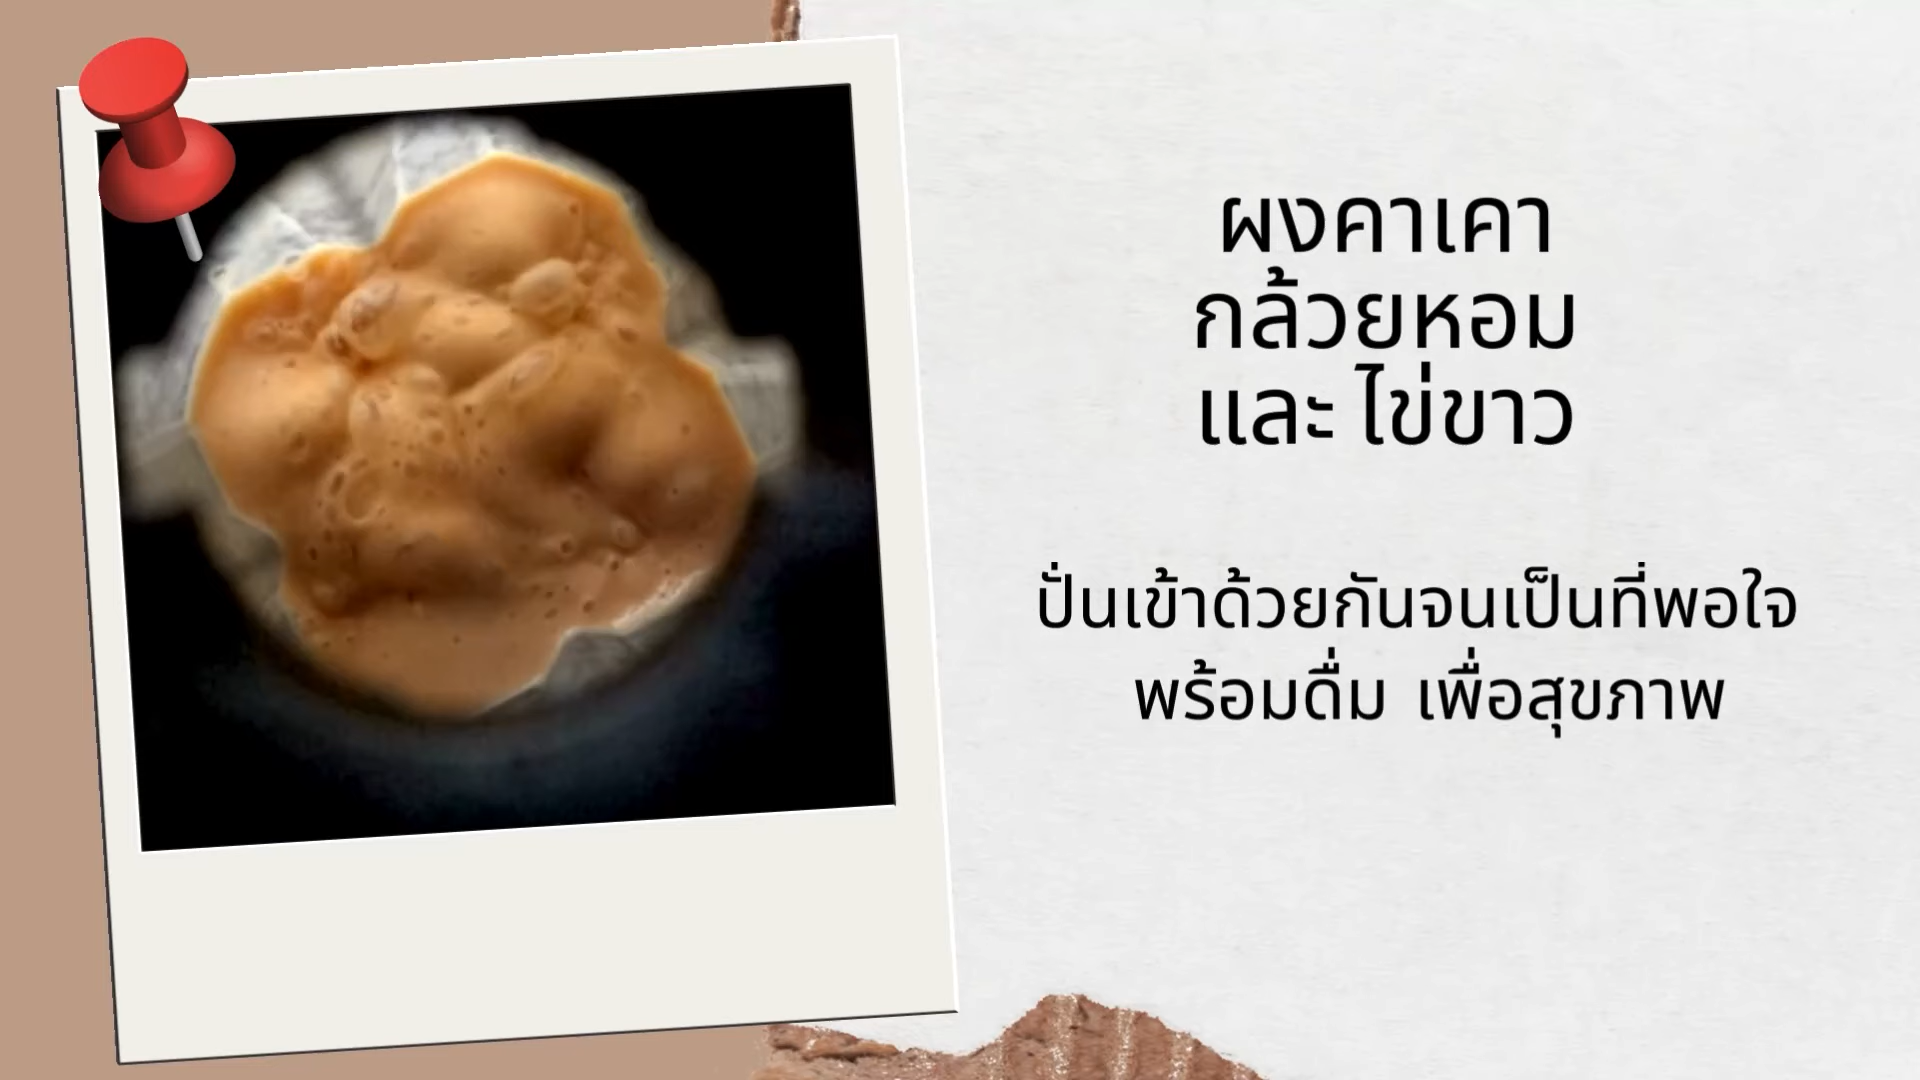 ผงคาเคา
กล้วยหอม
และ ไข่ขาว
ปั่นเข้าด้วยกันจนเป็นที่พอใจ
พร้อมดื่ม เพื่อสุขภาพ